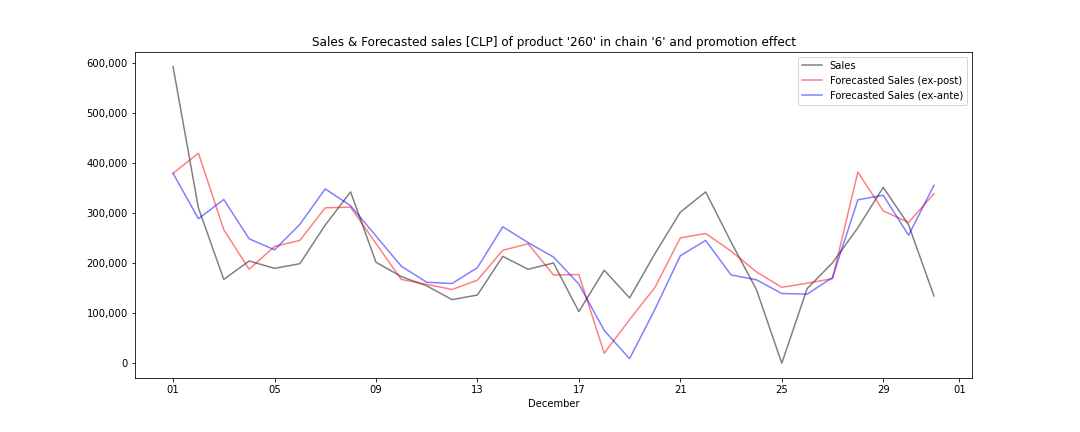 Sales & Forecasted sales [CLP] of product '260' in chain '6' and promotion effect
600,000
500,000
400,000
300,000
200,000
100,000
0
Sales
Forecasted Sales (ex-post)
Forecasted Sales (ex-ante)
01 05 09 13 17 21 25 29 01
December